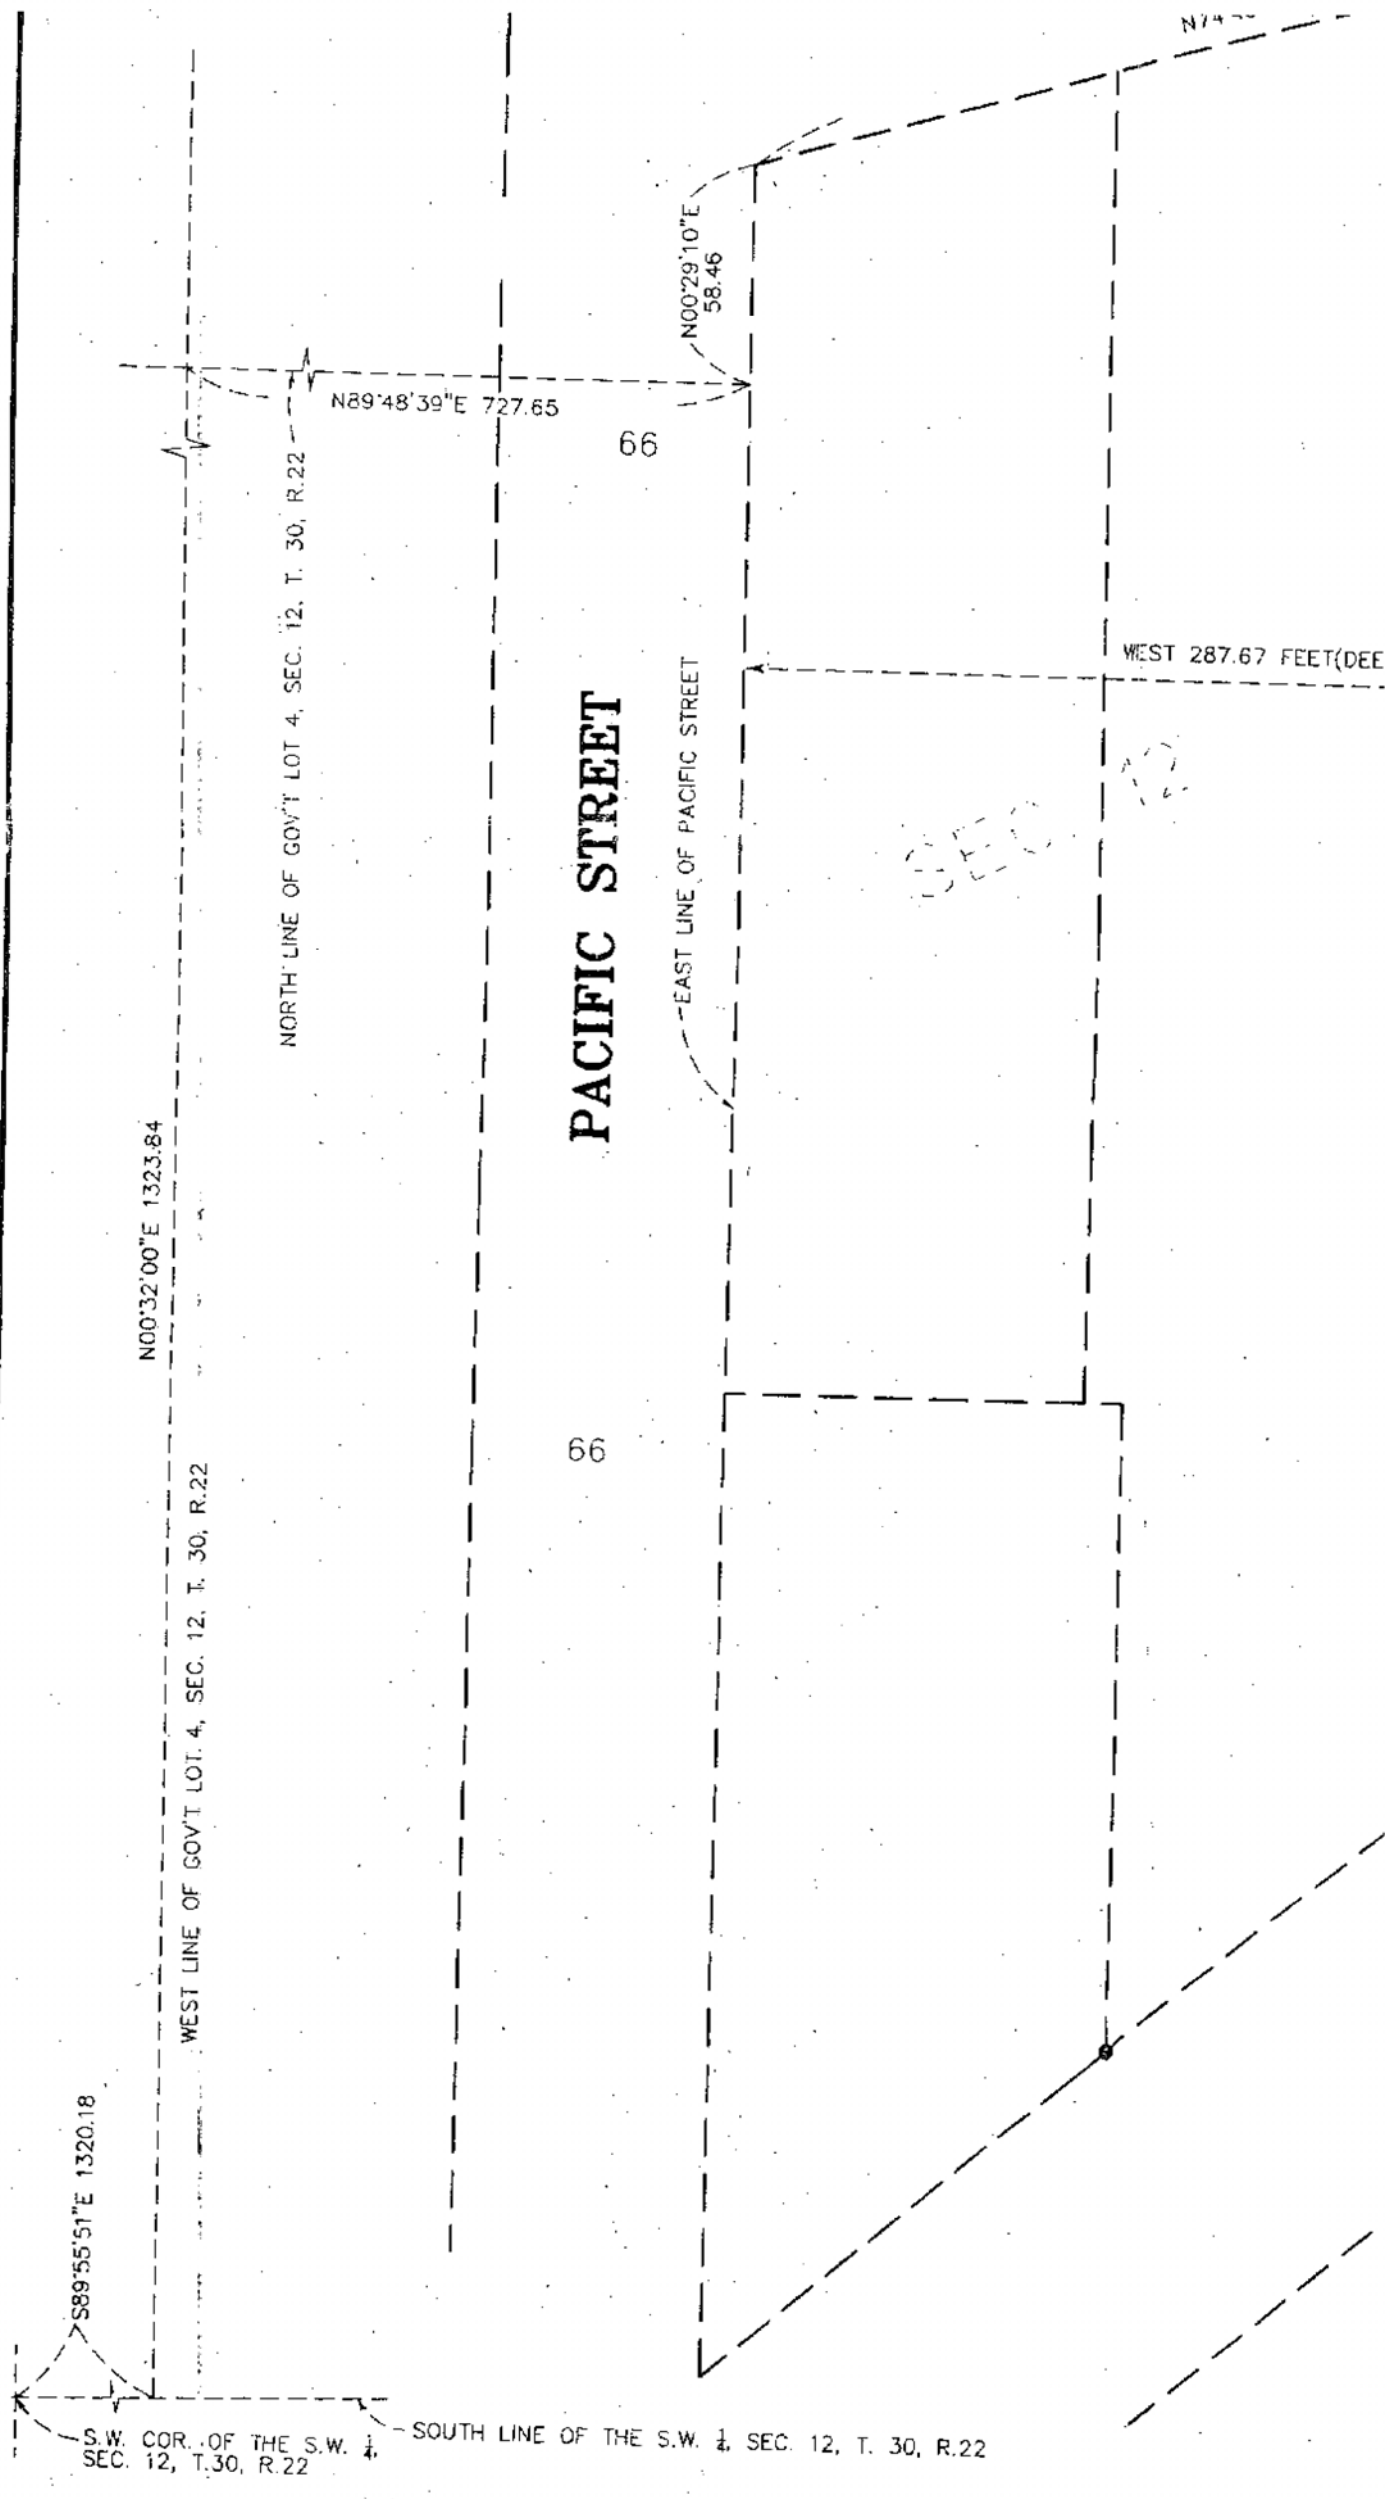 N00°29'10"E
58.46
N89°48'39"E 727.65
66
NORTH LINE OF GOV'T LOT 4, SEC. 12, T. 30, R.22
WEST 287.67 FEET(DEE
PACIFIC STREET
EAST LINE OF PACIFIC STREET
SEC
N00°32'00"E 1323.84
66
WEST LINE OF GOV'T LOT 4, SEC. 12, T. 30, R.22
S89°55'51"E 1320.18
S.W. COR. OF THE S.W. ¼,
SEC. 12, T.30, R.22
SOUTH LINE OF THE S.W. ¼, SEC. 12, T. 30, R.22